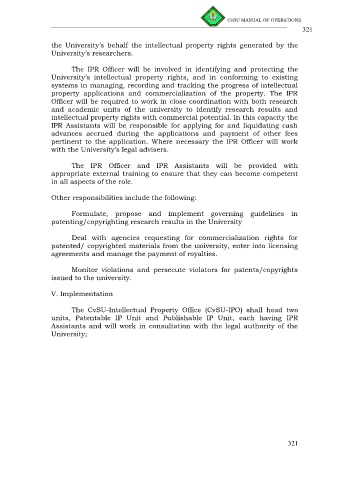 CvSU MANUAL OF OPERATIONS
321
the University's behalf the intellectual property rights generated by the
University's researchers.
The IPR Officer will be involved in identifying and protecting the
University's intellectual property rights, and in conforming to existing
systems in managing, recording and tracking the progress of intellectual
property applications and commercialization of the property. The IPR
Officer will be required to work in close coordination with both research
and academic units of the university to identify research results and
intellectual property rights with commercial potential. In this capacity the
IPR Assistants will be responsible for applying for and liquidating cash
advances accrued during the applications and payment of other fees
pertinent to the application. Where necessary the IPR Officer will work
with the University's legal advisers.
The IPR Officer and IPR Assistants will be provided with
appropriate external training to ensure that they can become competent
in all aspects of the role.
Other responsibilities include the following:
Formulate, propose and implement governing guidelines in
patenting/copyrighting research results in the University
Deal with agencies requesting for commercialization rights for
patented/ copyrighted materials from the university, enter into licensing
agreements and manage the payment of royalties.
Monitor violations and persecute violators for patents/copyrights
issued to the university.
V. Implementation
The CvSU-Intellectual Property Office (CvSU-IPO) shall head two
units, Patentable IP Unit and Publishable IP Unit, each having IPR
Assistants and will work in consultation with the legal authority of the
University;
321